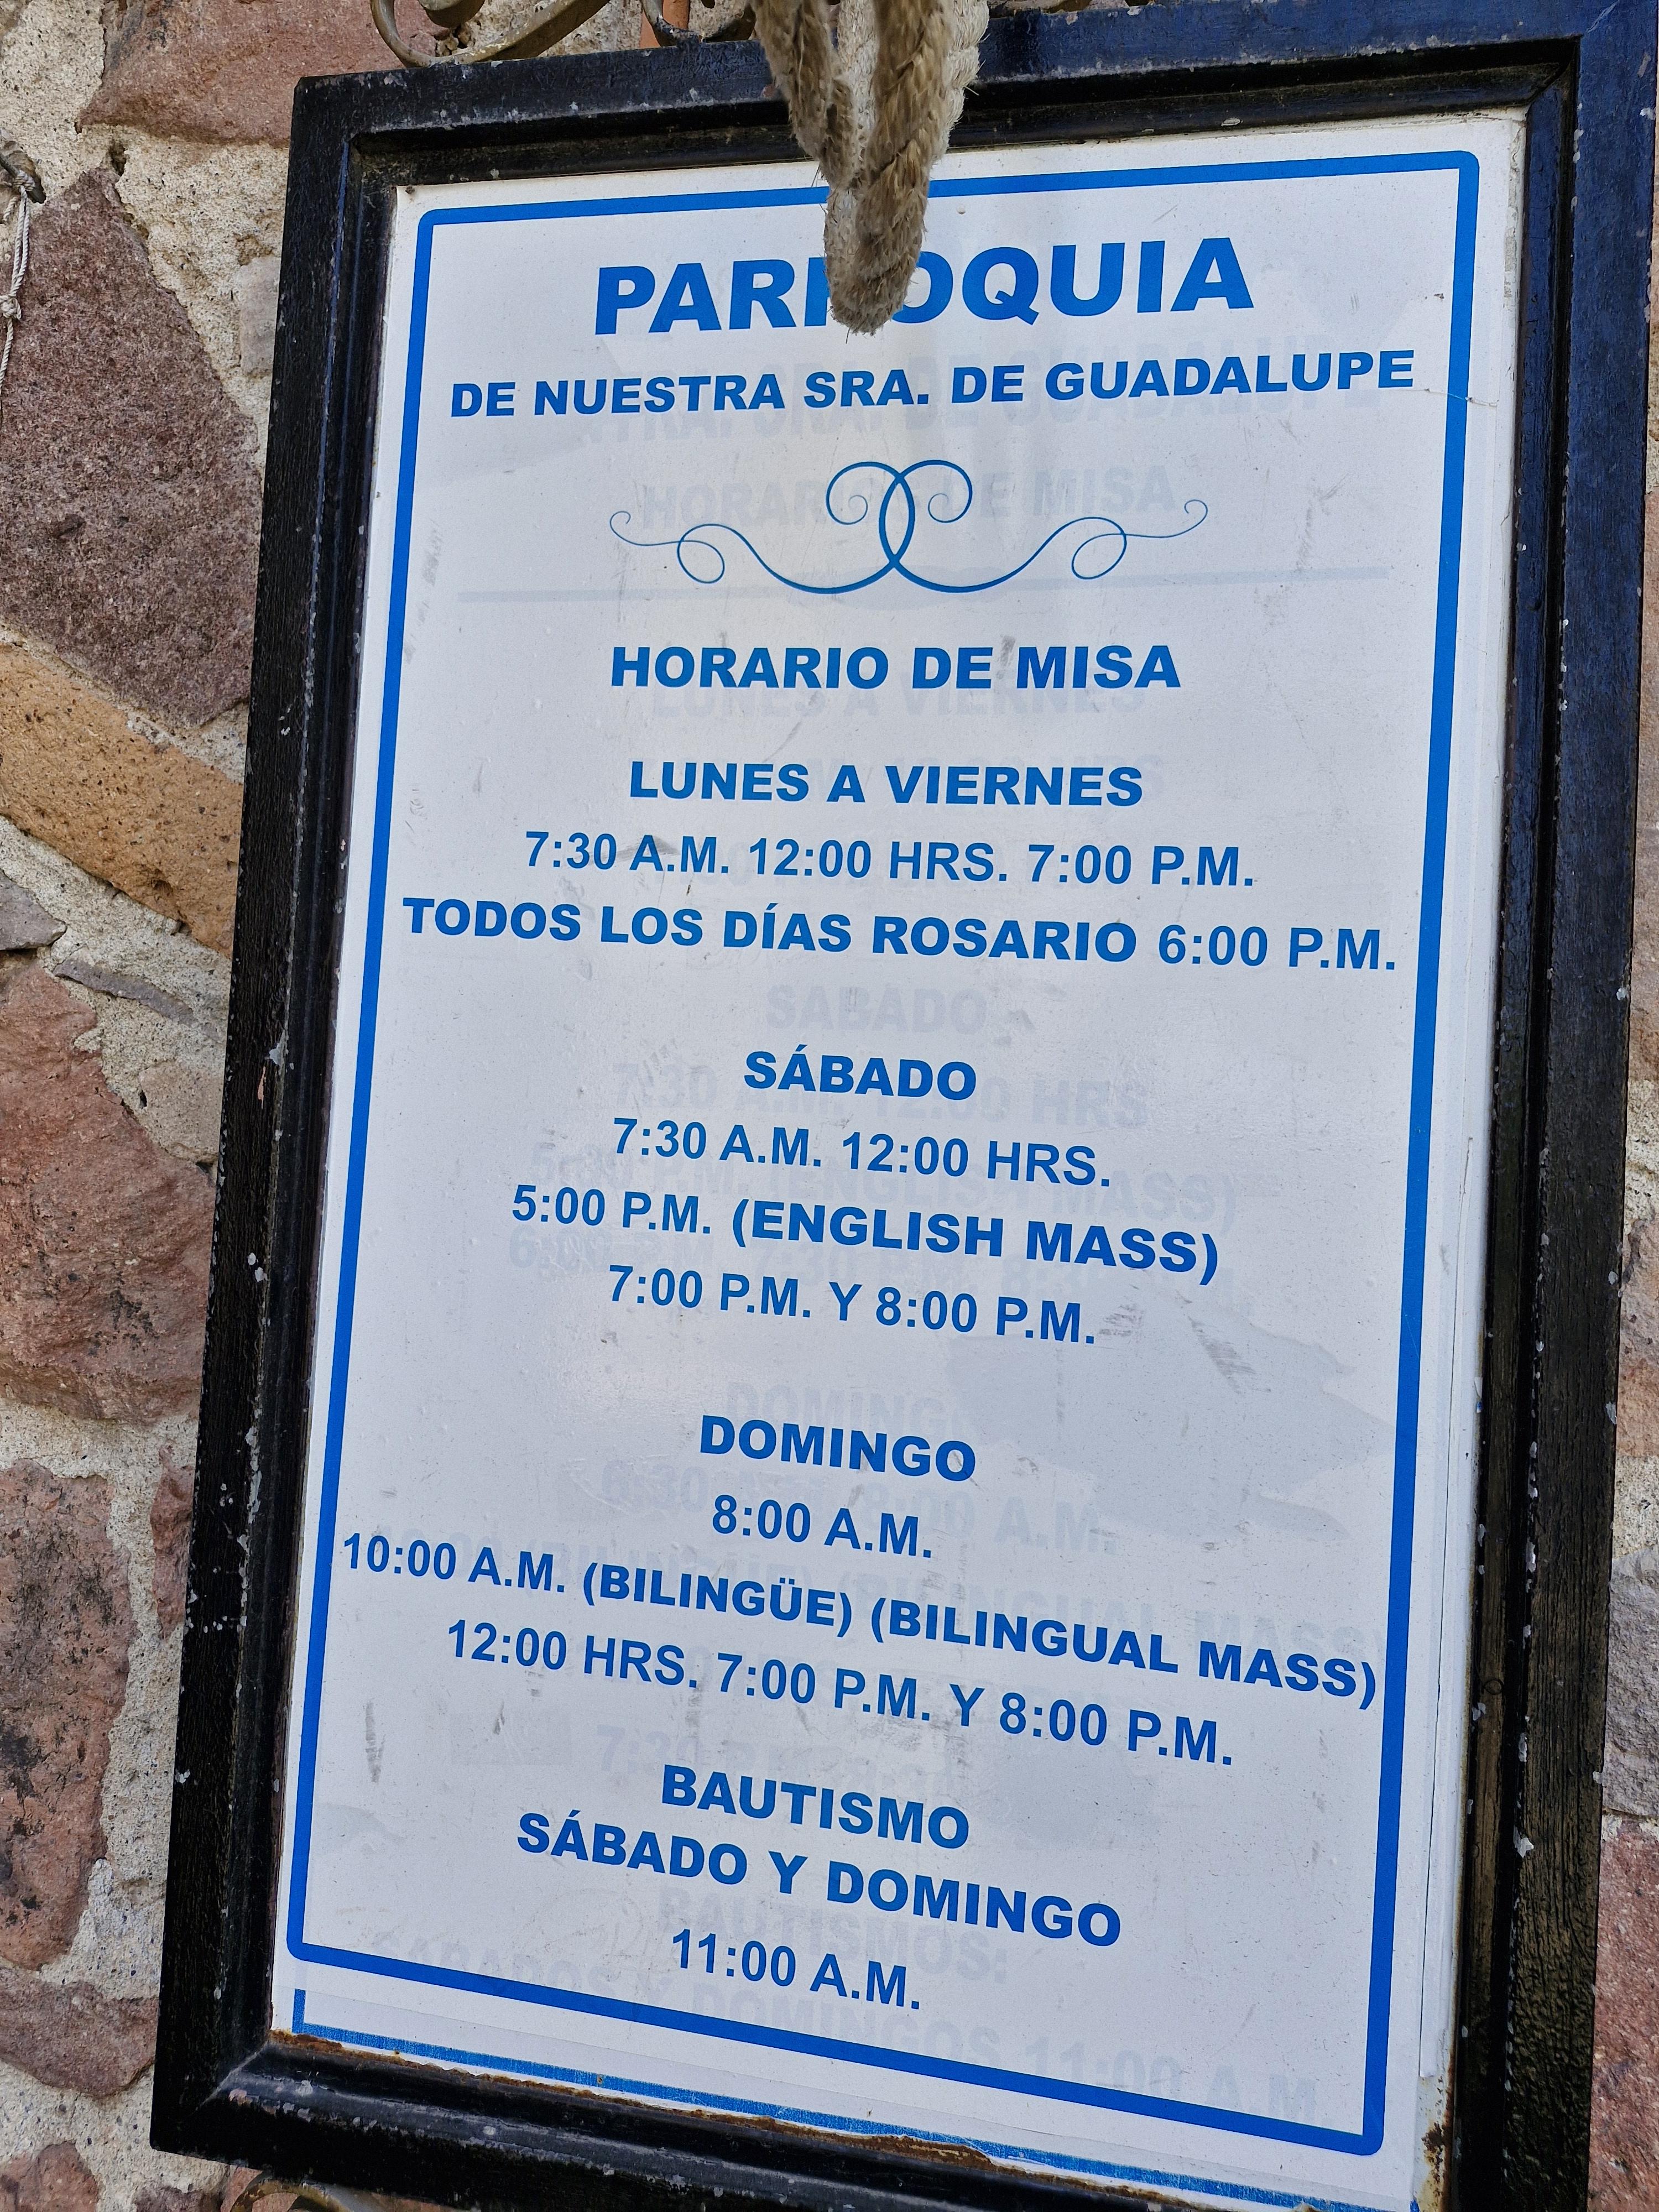 PARROQUIA
DE NUESTRA SRA. DE GUADALUPE
HORARIO DE MISA
LUNES A VIERNES
7:30 A.M. 12:00 HRS. 7:00 P.M.
TODOS LOS DÍAS ROSARIO 6:00 P.M.
SÁBADO
7:30 A.M. 12:00 HRS.
5:00 P.M. (ENGLISH MASS)
7:00 P.M. Y 8:00 P.M.
DOMINGO
8:00 A.M.
10:00 A.M. (BILINGÜE) (BILINGUAL MASS)
12:00 HRS. 7:00 P.M. Y 8:00 P.M.
BAUTISMO
SÁBADO Y DOMINGO
11:00 A.M.